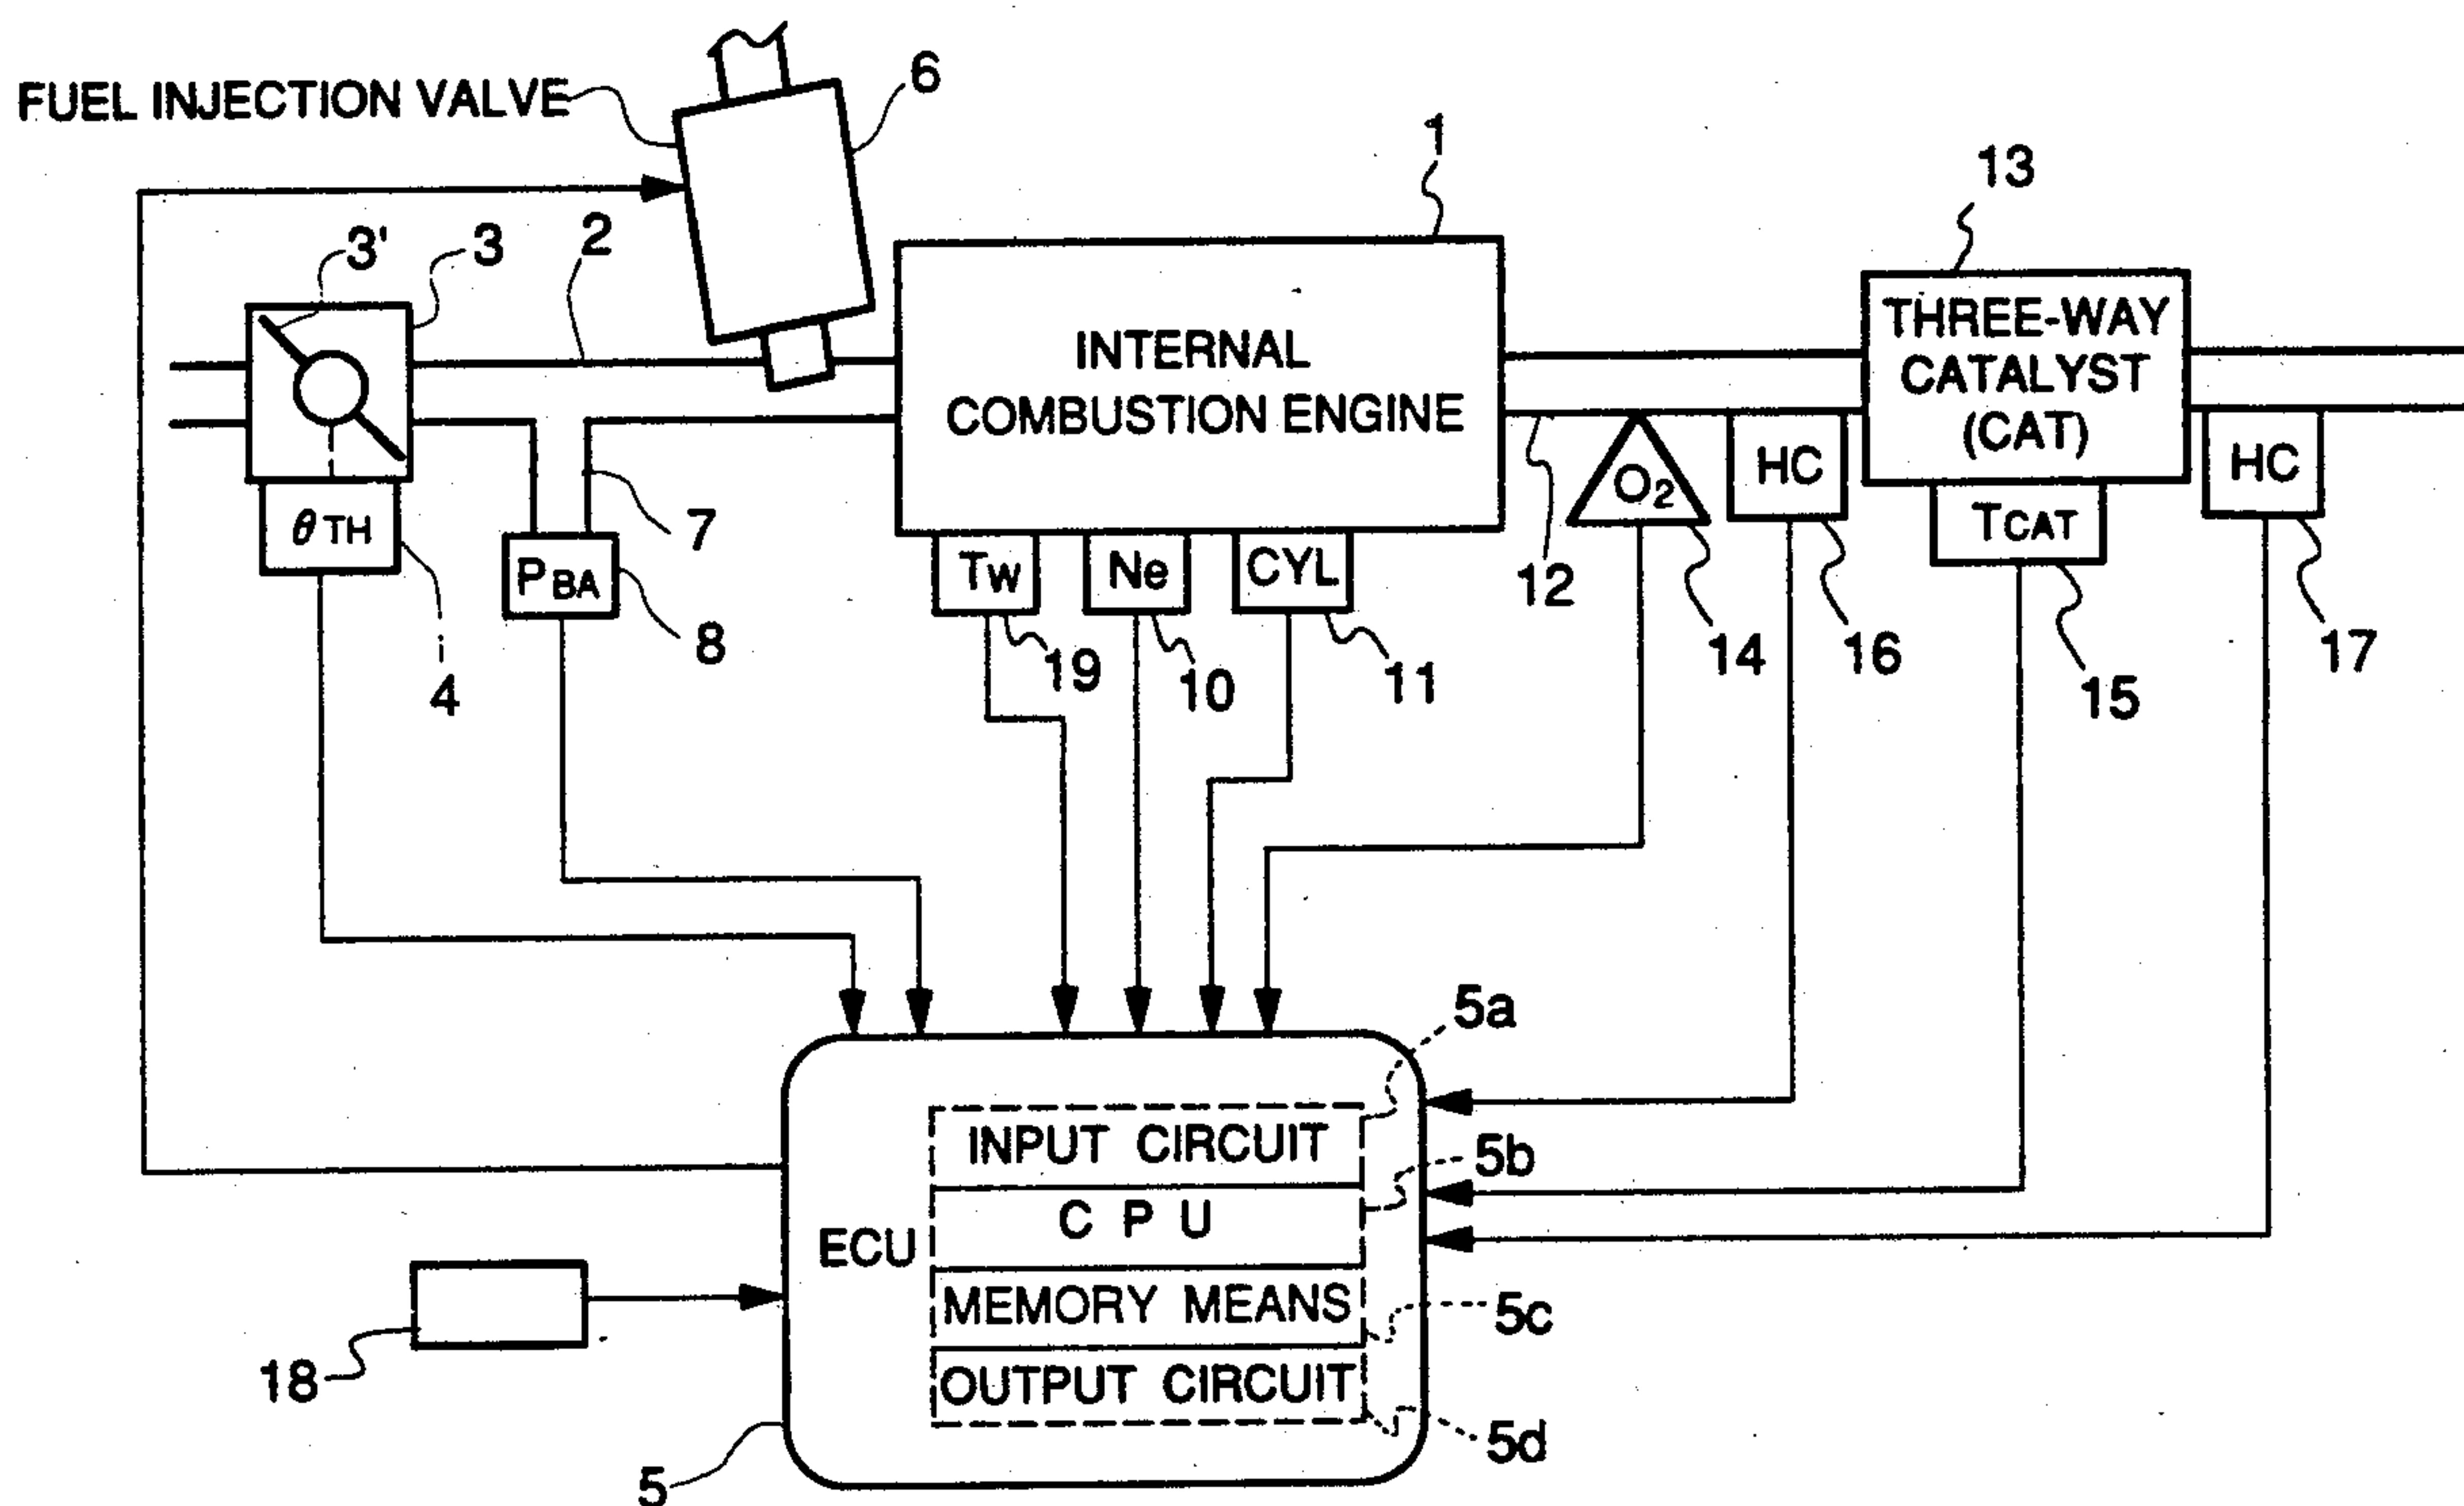 FUEL INJECTION VALVE
6
1
13
3'
3
2
INTERNAL
COMBUSTION ENGINE
THREE-WAY
CATALYST
(CAT)
HC
O2
HC
θTH
7
PBA
TW
Ne
CYL
12
TCAT
4
8
19
10
11
14
16
15
17
5a
INPUT CIRCUIT
5b
C P U
ECU
MEMORY MEANS
5c
18
OUTPUT CIRCUIT
5d
5